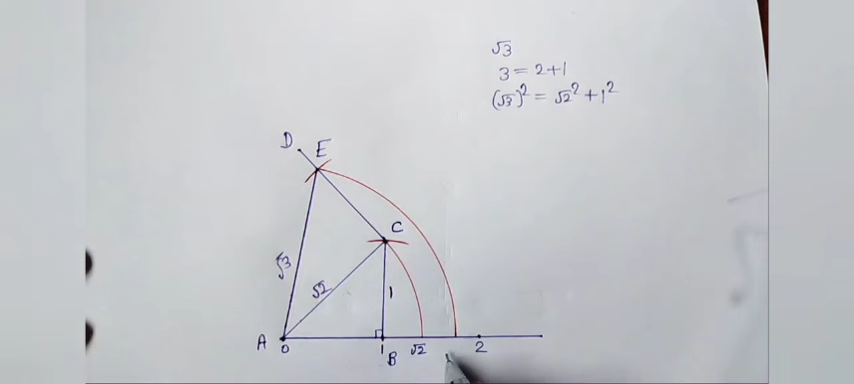 √3
3 = 2+1
(√3)² = √2² + 1²
D E
C
√3
√2
1
A 0 1 B √2 2